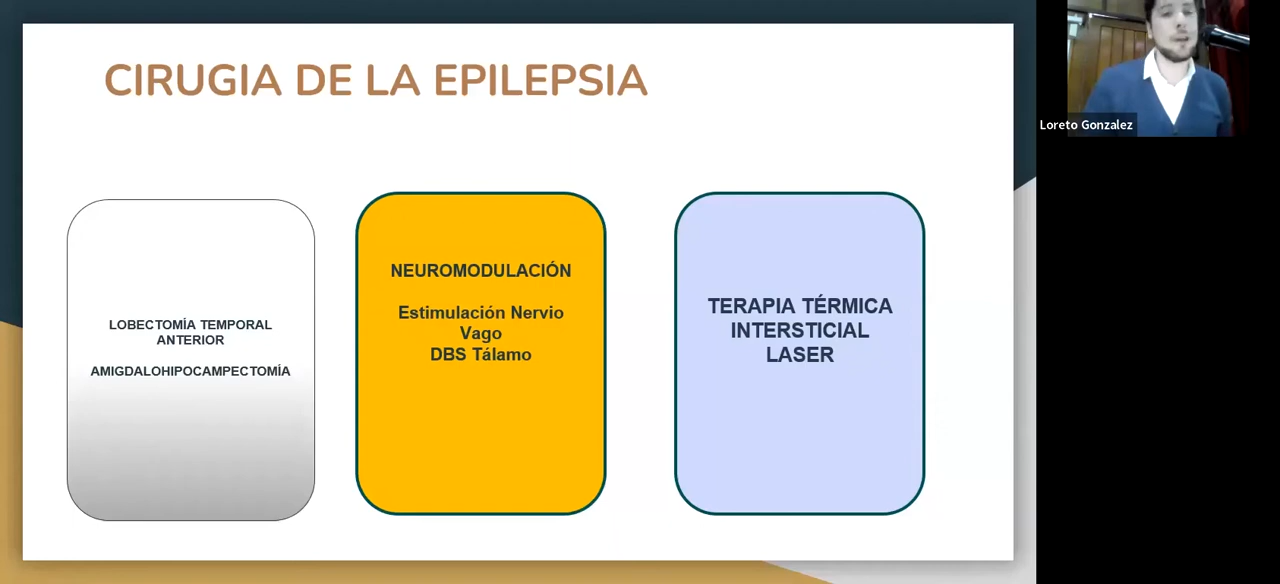 CIRUGIA DE LA EPILEPSIA
Loreto Gonzalez
LOBECTOMÍA TEMPORAL
ANTERIOR
AMIGDALOHIPOCAMPECTOMÍA
NEUROMODULACIÓN
Estimulación Nervio
Vago
DBS Tálamo
TERAPIA TÉRMICA
INTERSTICIAL
LASER